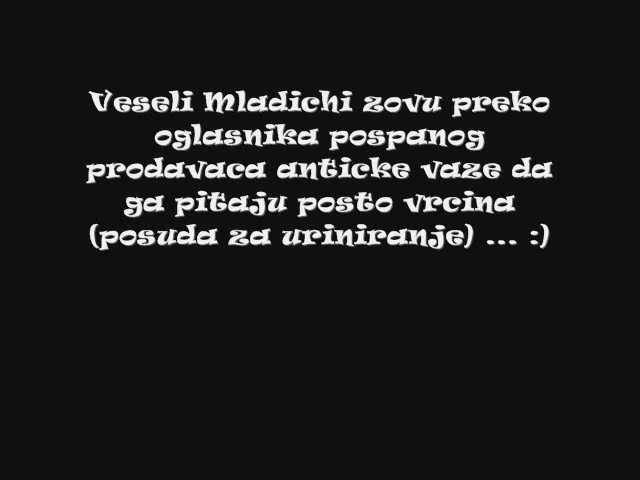 Veseli Mladichi zovu preko
oglasnika pospanog
prodavaca anticke vaze da
ga pitaju posto vrcina
(posuda za uriniranje) ... :)